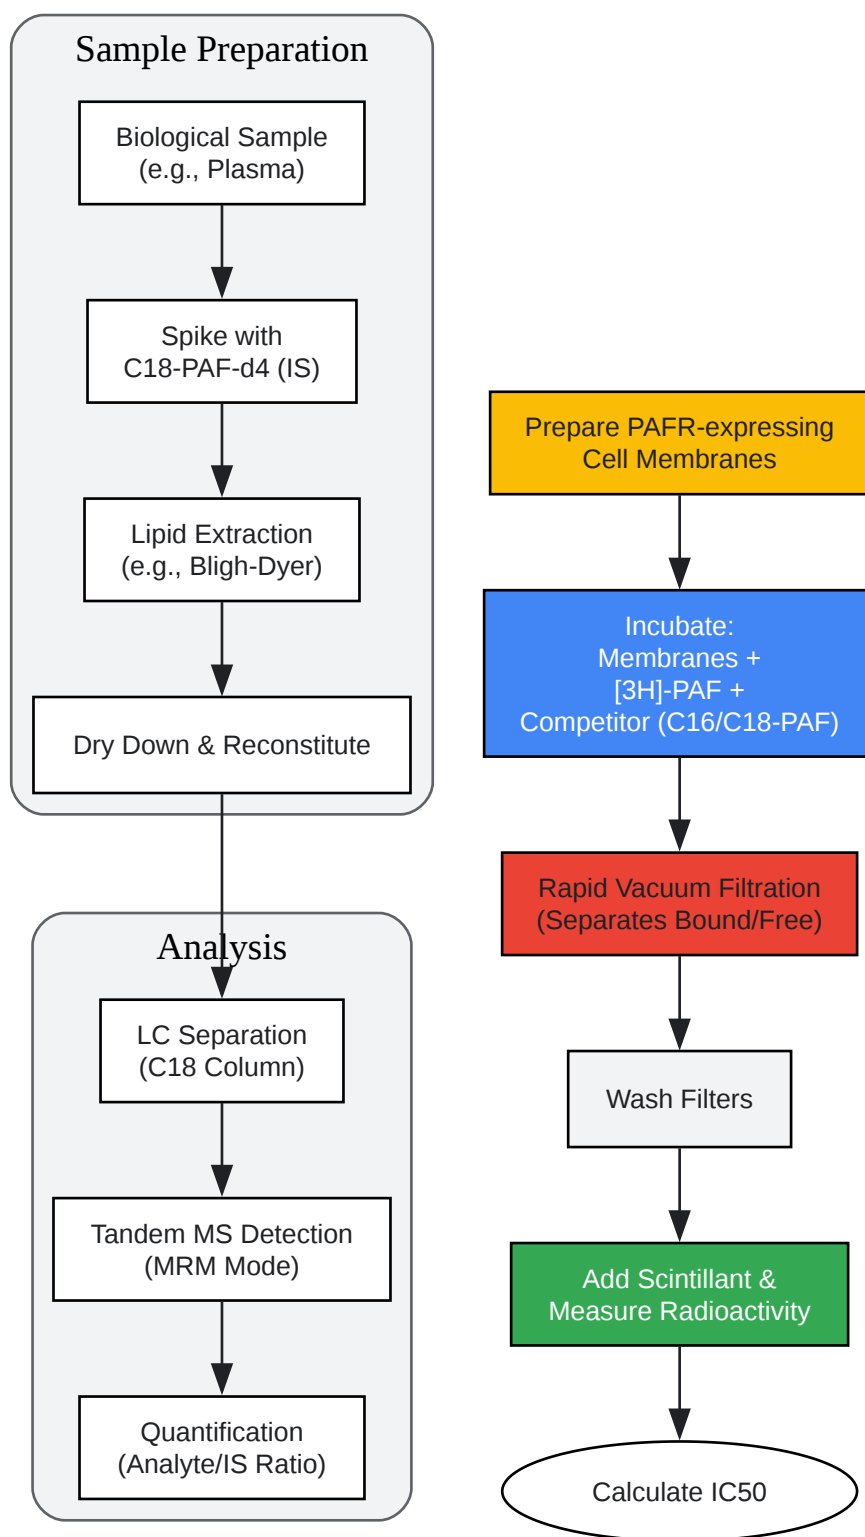 Sample Preparation
Biological Sample
(e.g., Plasma)
Spike with
C18-PAF-d4 (IS)
Lipid Extraction
(e.g., Bligh-Dyer)
Dry Down & Reconstitute
Analysis
LC Separation
(C18 Column)
Tandem MS Detection
(MRM Mode)
Quantification
(Analyte/IS Ratio)
Prepare PAFR-expressing
Cell Membranes
Incubate:
Membranes +
[3H]-PAF +
Competitor (C16/C18-PAF)
Rapid Vacuum Filtration
(Separates Bound/Free)
Wash Filters
Add Scintillant &
Measure Radioactivity
Calculate IC50